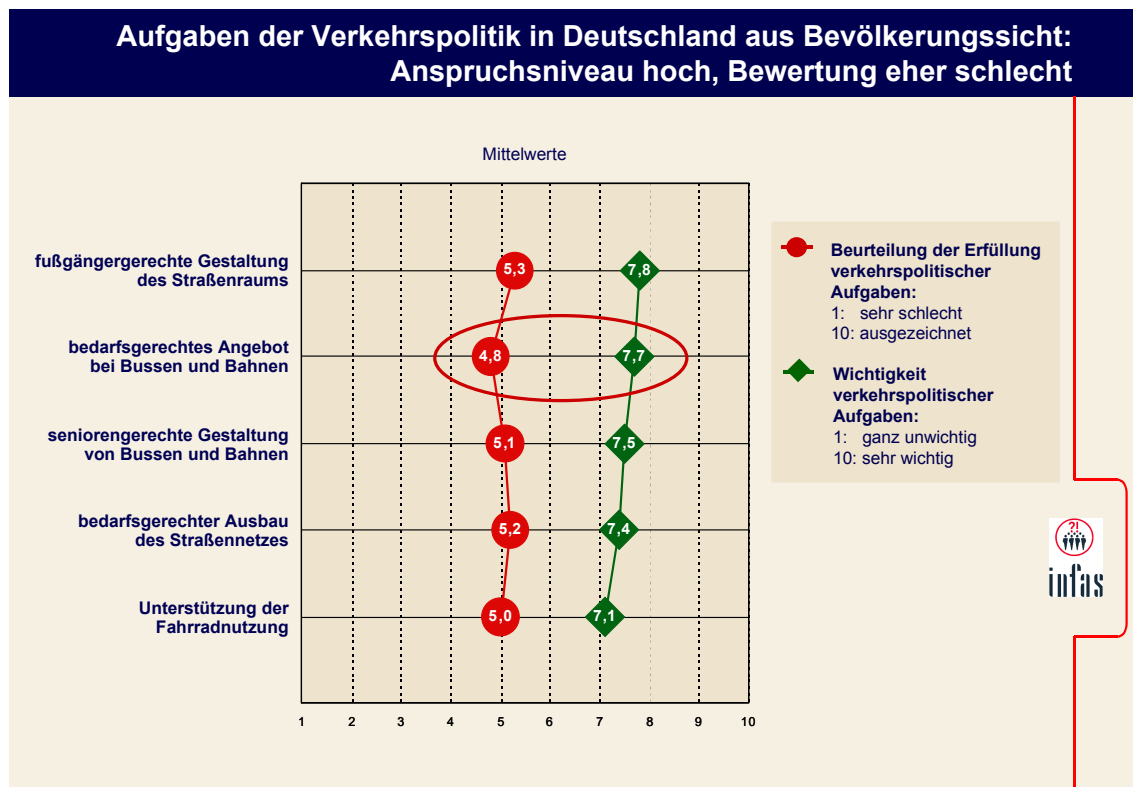 Aufgaben der Verkehrspolitik in Deutschland aus Bevölkerungssicht:
Anspruchsniveau hoch, Bewertung eher schlecht
Mittelwerte
fußgängergerechte Gestaltung
des Straßenraums
5,3
7,8
bedarfsgerechtes Angebot
bei Bussen und Bahnen
4,8
7,7
seniorengerechte Gestaltung
von Bussen und Bahnen
5,1
7,5
bedarfsgerechter Ausbau
des Straßennetzes
5,2
7,4
Unterstützung der
Fahrradnutzung
5,0
7,1
1 2 3 4 5 6 7 8 9 10
Beurteilung der Erfüllung
verkehrspolitischer
Aufgaben:
1: sehr schlecht
10: ausgezeichnet
Wichtigkeit
verkehrspolitischer
Aufgaben:
1: ganz unwichtig
10: sehr wichtig
?!
infas